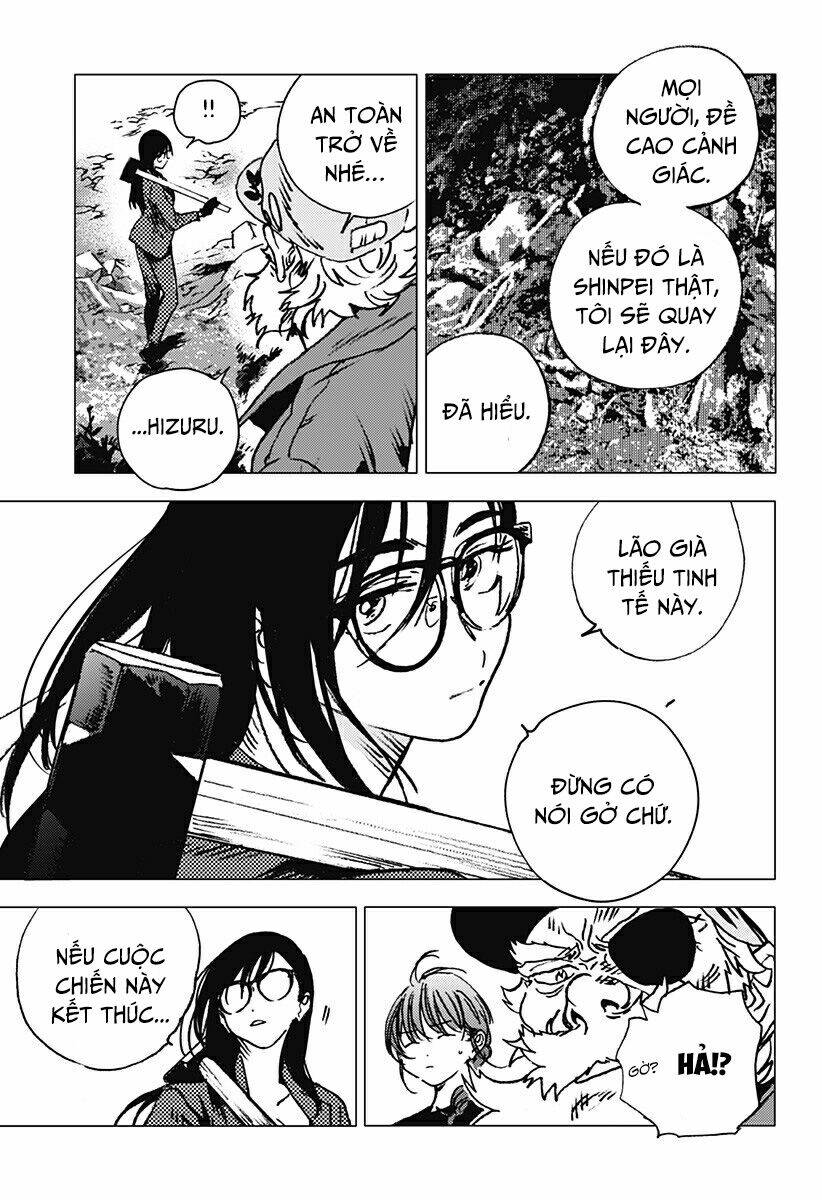 MỌI
NGƯỜI, ĐỀ
CAO CẢNH
GIÁC.
NẾU ĐÓ LÀ
SHINPEI THẬT,
TÔI SẼ QUAY
LẠI ĐÂY.
ĐÃ HIỂU.
AN TOÀN
TRỞ VỀ
NHÉ...
!!
...HIZURU.
LÃO GIÀ
THIẾU TINH
TẾ NÀY.
ĐỪNG CÓ
NÓI GỞ CHỨ.
HẢ!?
GỜ?
NẾU CUỘC
CHIẾN NÀY
KẾT THÚC...